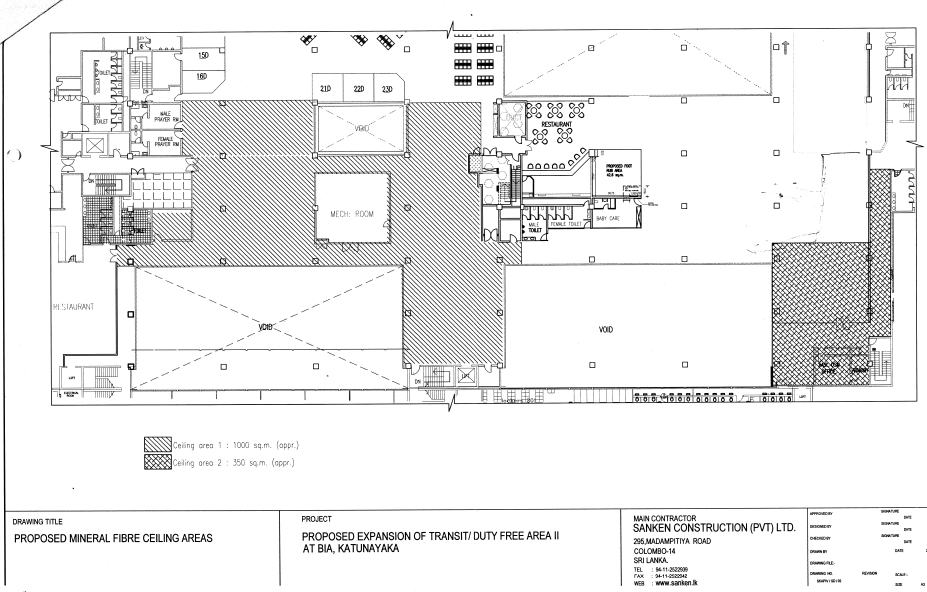 15D
16D
TOILET
DN
21D
22D
23D
VOID
MALE
PRAYER RM
TOILET
FEMALE
PRAYER RM
RESTAURANT
DN
PROPOSED FOOT
RUB AREA
42.6 sq.m.
DN
MECH: ROOM
MALE
TOILET
FEMALE TOILET
BABY CARE
RESTAURANT
VOID
VOID
LIFT
DN
LIFT
ELECTRICAL
ROOM
LIFT
Ceiling area 1 : 1000 sq.m. (appr.)
Ceiling area 2 : 350 sq.m. (appr.)
DRAWING TITLE
PROPOSED MINERAL FIBRE CEILING AREAS
PROJECT
PROPOSED EXPANSION OF TRANSIT/ DUTY FREE AREA II
AT BIA, KATUNAYAKA
MAIN CONTRACTOR
SANKEN CONSTRUCTION (PVT) LTD.
295,MADAMPITIYA ROAD
COLOMBO-14
SRI LANKA.
TEL : 94-11-2522939
FAX : 94-11-2522942
WEB : www.sanken.lk
APPROVED BY SIGNATURE
DATE
DESIGNED BY SIGNATURE
DATE
CHECKED BY SIGNATURE
DATE
DRAWN BY DATE
DRAWING FILE:-
DRAWING NO. REVISION SCALE :-
SIZE A3